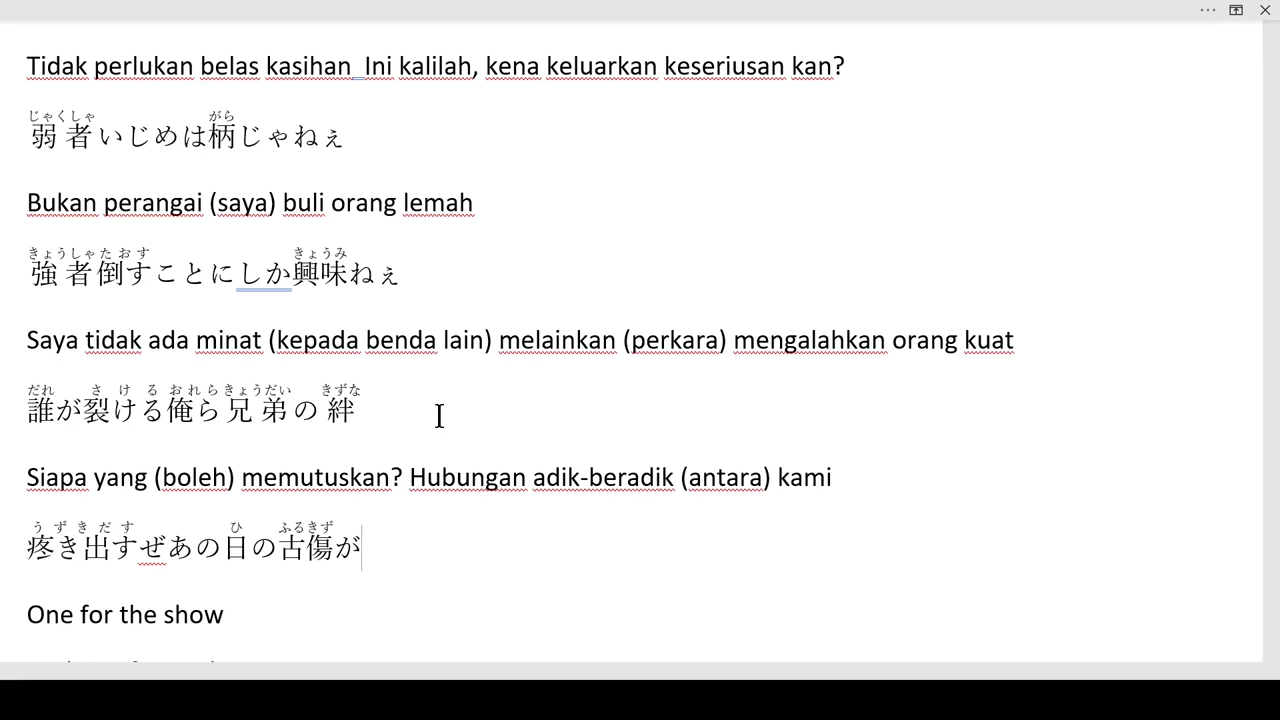 Tidak perlukan belas kasihan  Ini kalilah, kena keluarkan keseriusan kan?
じゃくしゃ がら
弱者いじめは柄じゃねぇ
Bukan perangai (saya) buli orang lemah
きょうしゃたおす きょうみ
強者倒すことにしか興味ねぇ
Saya tidak ada minat (kepada benda lain) melainkan (perkara) mengalahkan orang kuat
だれ さける おれらきょうだい きずな
誰が裂ける俺ら兄弟の絆
Siapa yang (boleh) memutuskan? Hubungan adik-beradik (antara) kami
うずきだす ひ ふるきず
疼き出すぜあの日の古傷が
One for the show